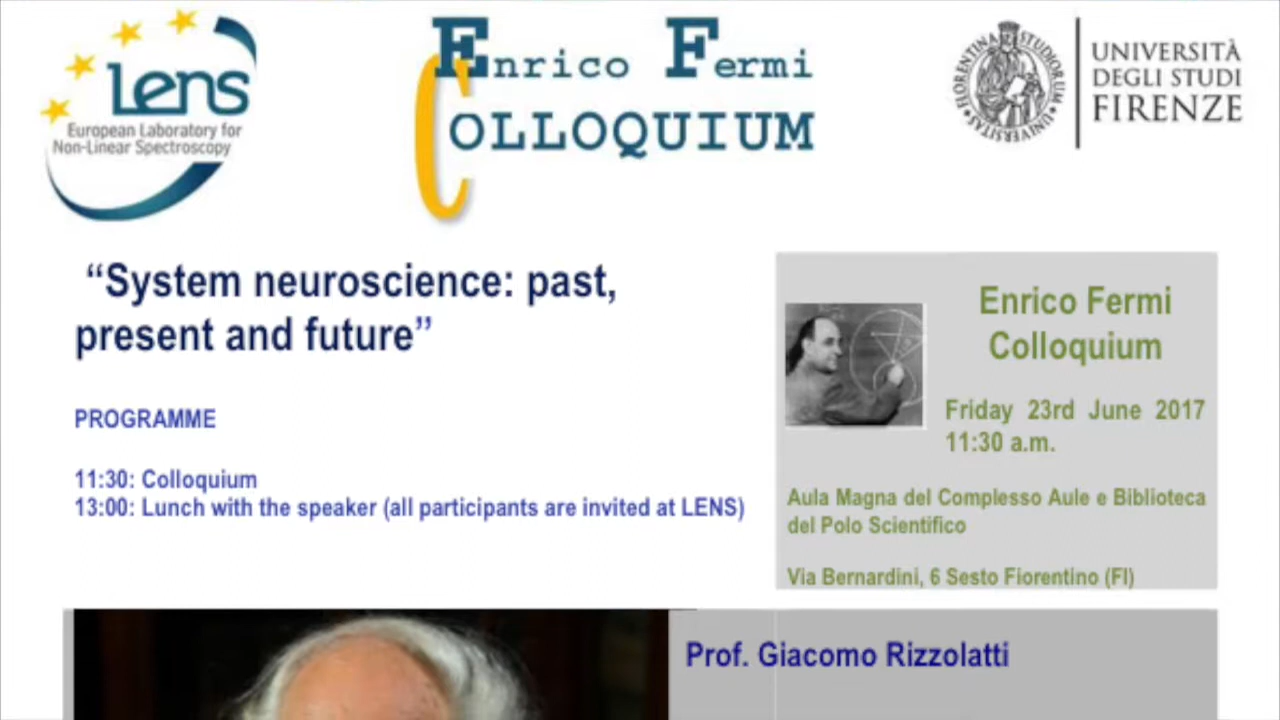 Lens
European Laboratory for
Non-Linear Spectroscopy
Enrico Fermi
COLLOQUIUM
FLORENTINA STUDIORUM UNIVERSITAS
UNIVERSITÀ
DEGLI STUDI
FIRENZE
“System neuroscience: past,
present and future”
PROGRAMME
11:30: Colloquium
13:00: Lunch with the speaker (all participants are invited at LENS)
Enrico Fermi
Colloquium
Friday 23rd June 2017
11:30 a.m.
Aula Magna del Complesso Aule e Biblioteca
del Polo Scientifico
Via Bernardini, 6 Sesto Fiorentino (FI)
Prof. Giacomo Rizzolatti